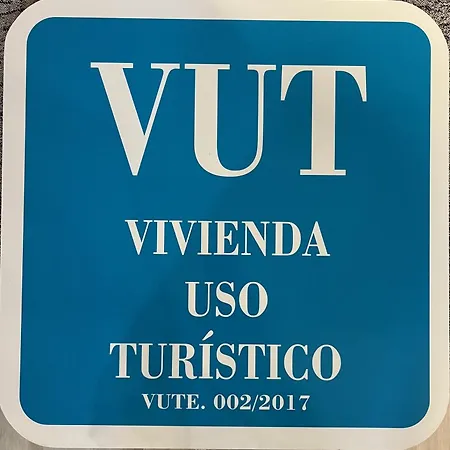 VUT
VIVIENDA
USO
TURÍSTICO
VUTE. 002/2017